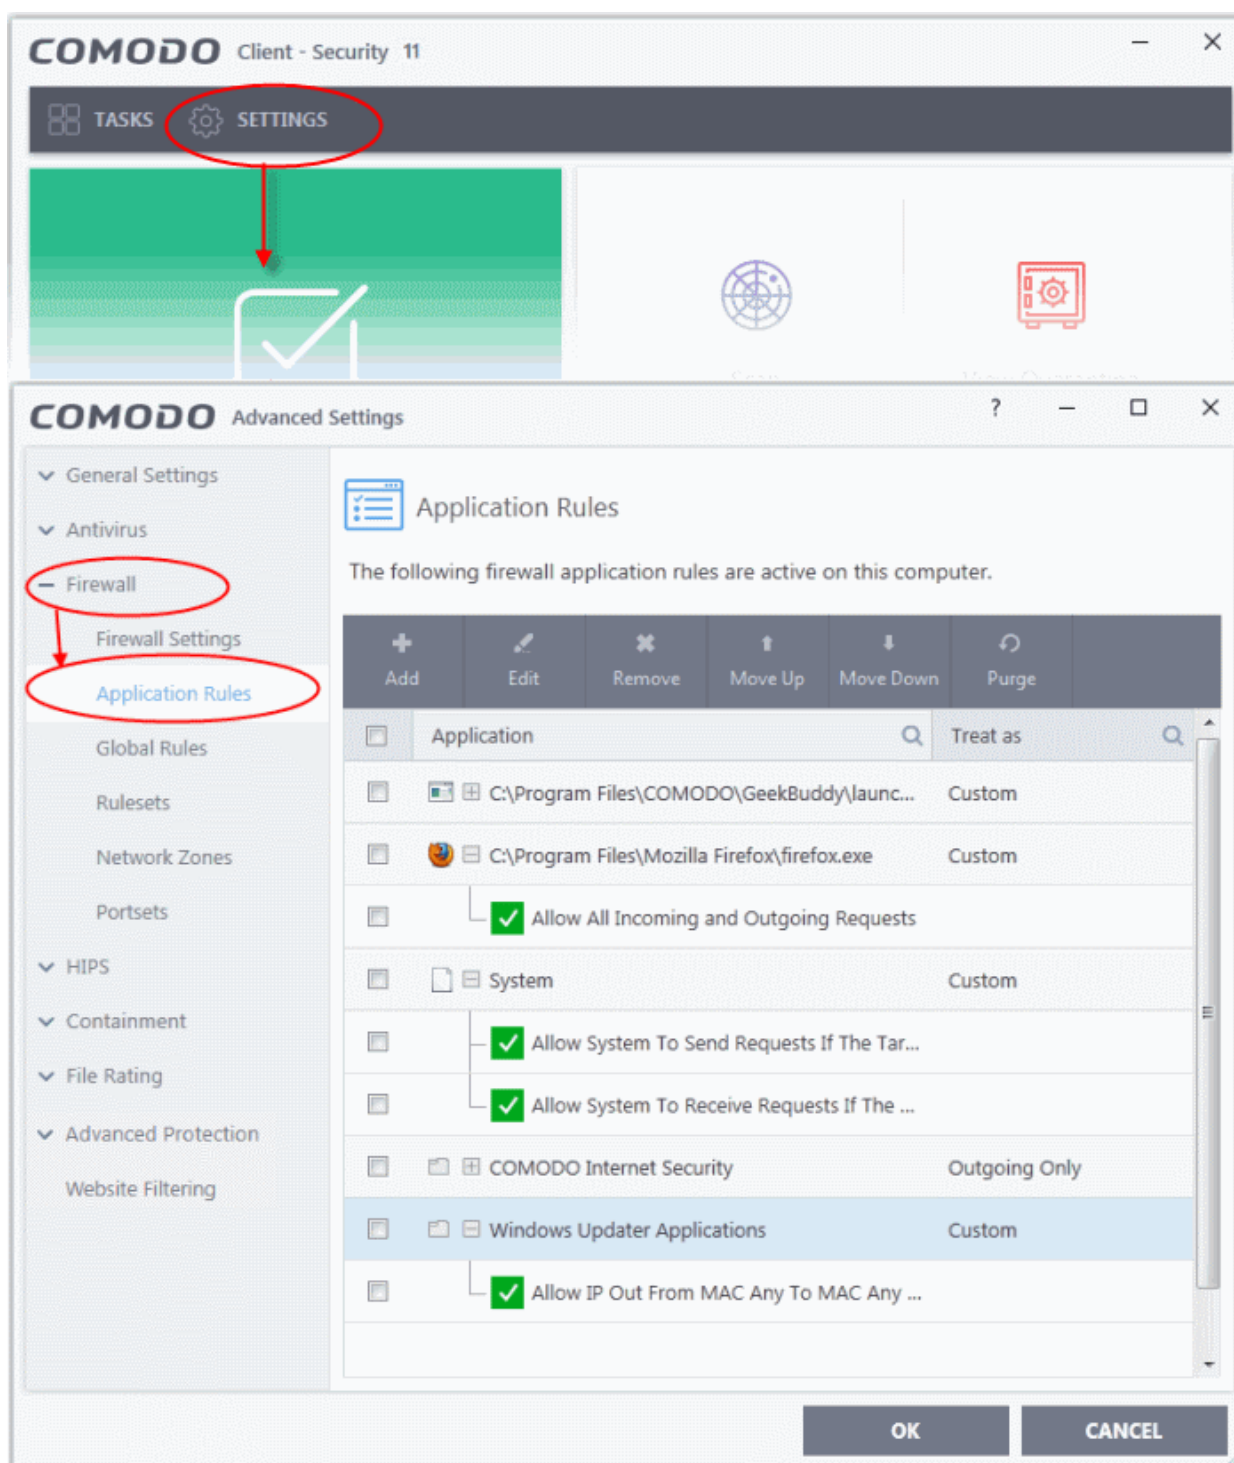 COMODO Client - Security 11
TASKS SETTINGS
COMODO Advanced Settings
?
General Settings
Antivirus
Firewall
Firewall Settings
Application Rules
Global Rules
Rulesets
Network Zones
Portsets
HIPS
Containment
File Rating
Advanced Protection
Website Filtering
Application Rules
The following firewall application rules are active on this computer.
Add Edit Remove Move Up Move Down Purge
Application Treat as
C:\Program Files\COMODO\GeekBuddy\launc... Custom
C:\Program Files\Mozilla Firefox\firefox.exe Custom
Allow All Incoming and Outgoing Requests
System Custom
Allow System To Send Requests If The Tar...
Allow System To Receive Requests If The ...
COMODO Internet Security Outgoing Only
Windows Updater Applications Custom
Allow IP Out From MAC Any To MAC Any ...
OK CANCEL